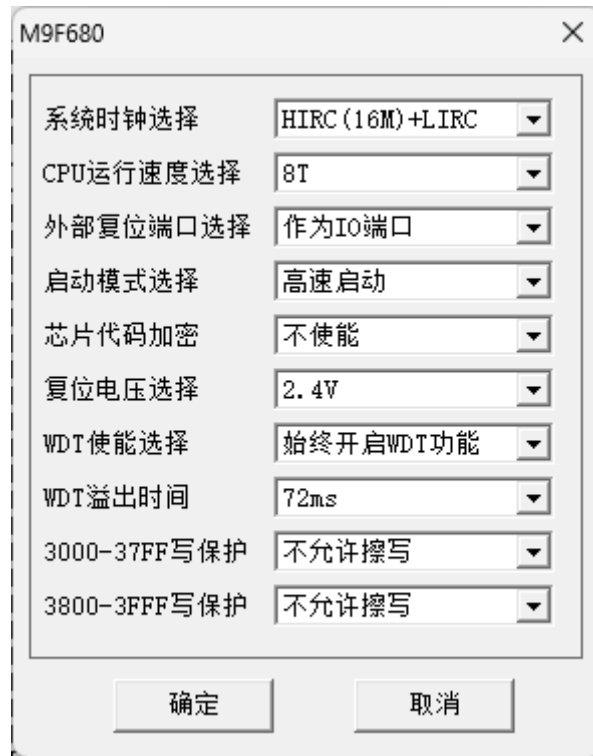 M9F680
系统时钟选择 HIRC(16M)+LIRC
CPU运行速度选择 8T
外部复位端口选择 作为IO端口
启动模式选择 高速启动
芯片代码加密 不使能
复位电压选择 2.4V
WDT使能选择 始终开启WDT功能
WDT溢出时间 72ms
3000-37FF写保护 不允许擦写
3800-3FFF写保护 不允许擦写
确定 取消